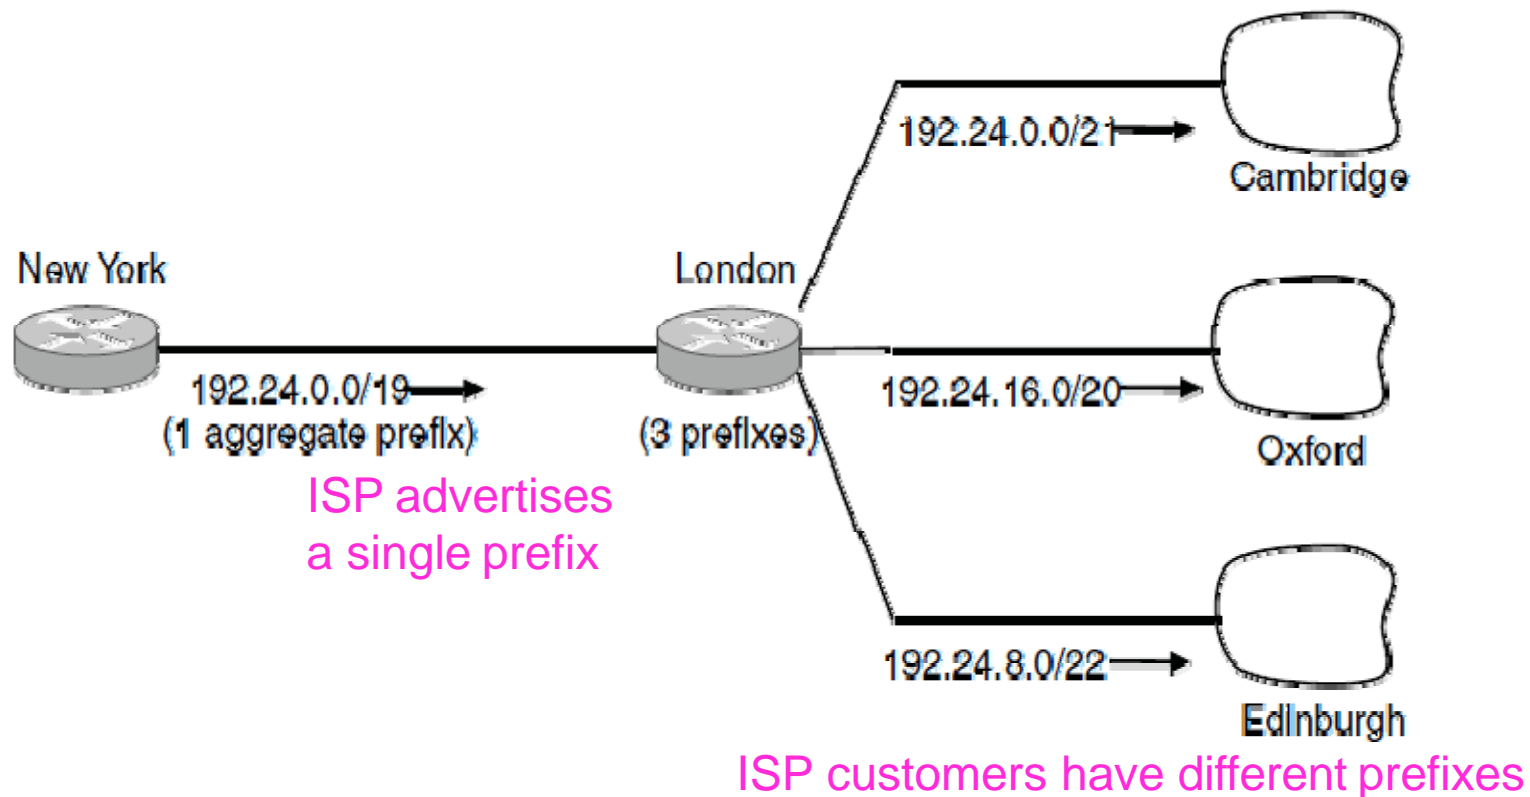 192.24.0.0/21
Cambridge
New York
London
192.24.0.0/19
(1 aggregate prefix)
(3 prefixes)
192.24.16.0/20
Oxford
ISP advertises
a single prefix
192.24.8.0/22
Edinburgh
ISP customers have different prefixes